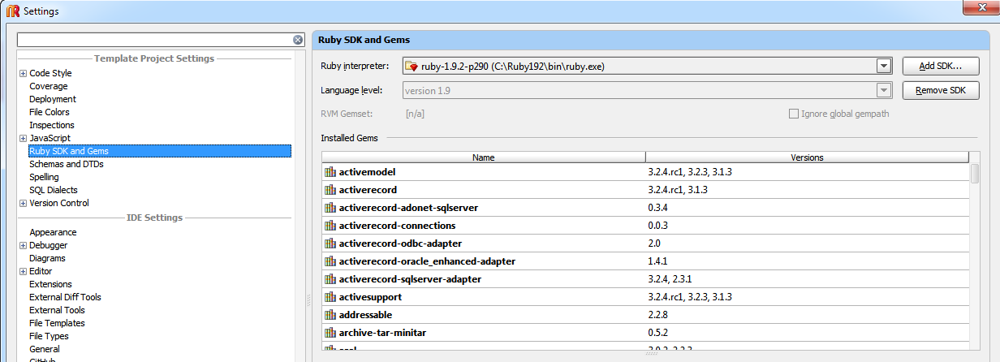 Settings
Template Project Settings
Code Style
Coverage
Deployment
File Colors
Inspections
JavaScript
Ruby SDK and Gems
Schemas and DTDs
Spelling
SQL Dialects
Version Control
IDE Settings
Appearance
Debugger
Diagrams
Editor
Extensions
External Diff Tools
External Tools
File Templates
File Types
General
GitHub
Ruby SDK and Gems
Ruby interpreter: ruby-1.9.2-p290 (C:\Ruby192\bin\ruby.exe) Add SDK...
Language level: version 1.9 Remove SDK
RVM Gemset: [n/a] Ignore global gempath
Installed Gems
Name Versions
activemodel 3.2.4.rc1, 3.2.3, 3.1.3
activerecord 3.2.4.rc1, 3.1.3
activerecord-adonet-sqlserver 0.3.4
activerecord-connections 0.0.3
activerecord-odbc-adapter 2.0
activerecord-oracle_enhanced-adapter 1.4.1
activerecord-sqlserver-adapter 3.2.4, 2.3.1
activesupport 3.2.4.rc1, 3.2.3, 3.1.3
addressable 2.2.8
archive-tar-minitar 0.5.2